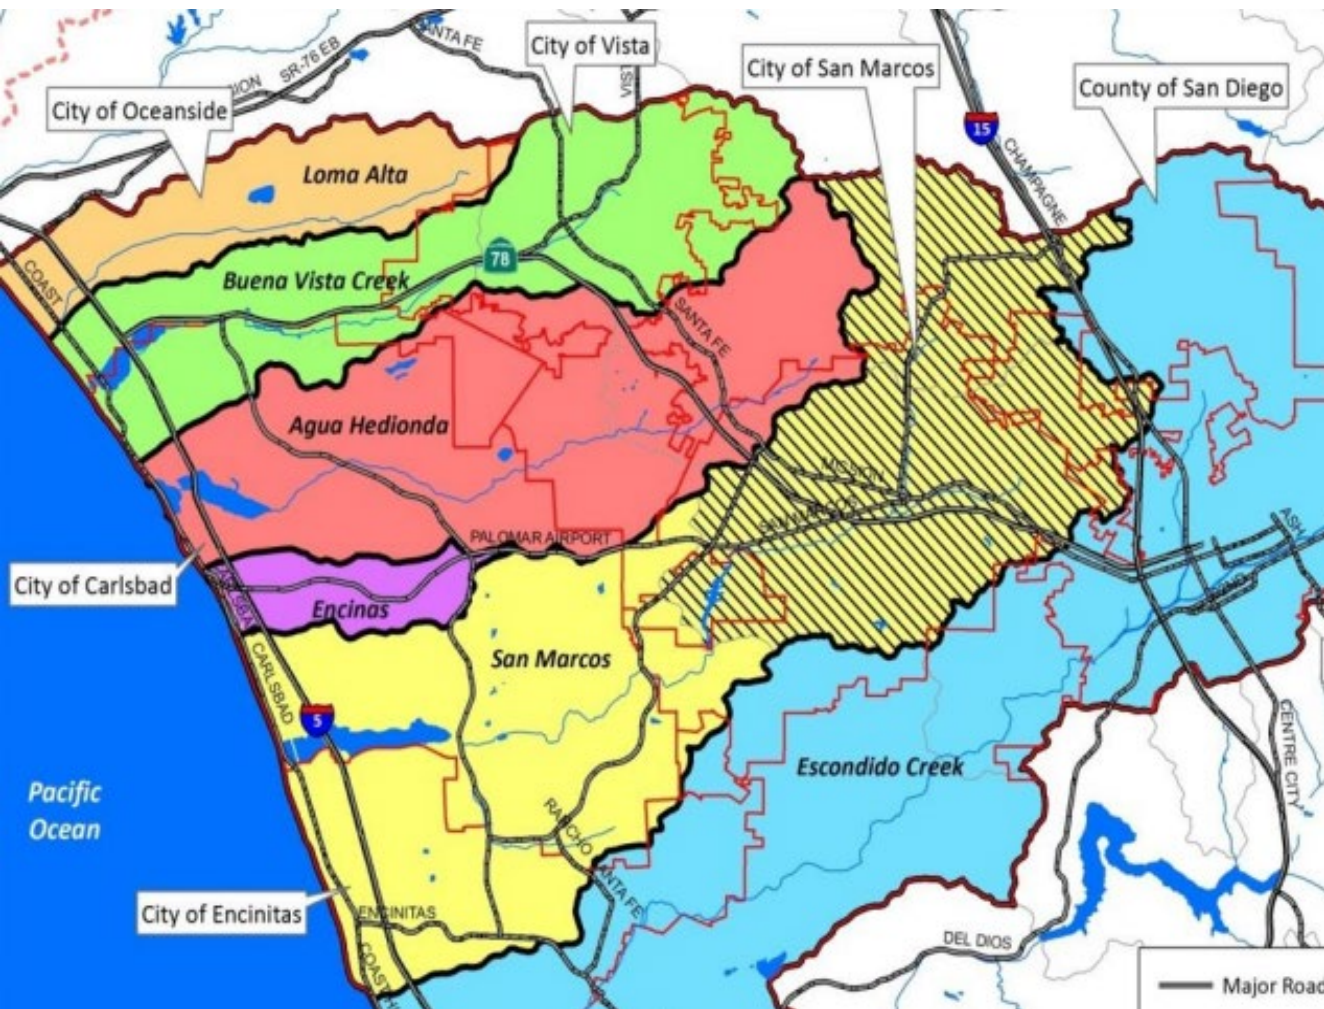 SANTA FE
City of Vista
City of San Marcos
County of San Diego
SR-76 EB
City of Oceanside
VISTA
15
CHAMPAGNE
Loma Alta
78
COAST
Buena Vista Creek
SANTA FE
Agua Hedionda
MISSION
SAN MARCOS
PALOMAR AIRPORT
ASH
City of Carlsbad
Encinas
CARLSBAD
San Marcos
5
CENTRE CITY
Escondido Creek
Pacific
Ocean
RANCHO SANTA FE
City of Encinitas
ENCINITAS
DEL DIOS
COAST H
Major Road